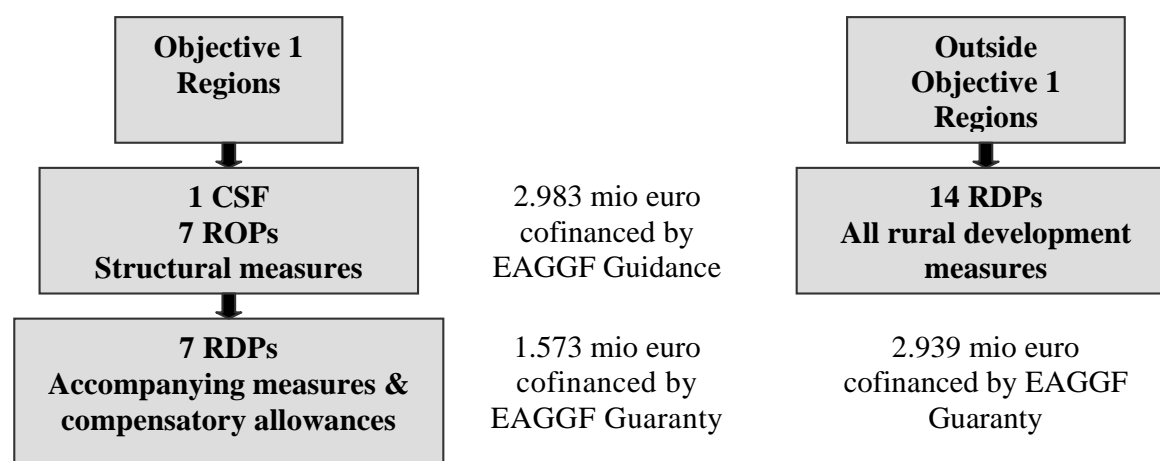 Objective 1
Regions
Outside
Objective 1
Regions
1 CSF
7 ROPs
Structural measures
2.983 mio euro
cofinanced by
EAGGF Guidance
14 RDPs
All rural development
measures
7 RDPs
Accompanying measures &
compensatory allowances
1.573 mio euro
cofinanced by
EAGGF Guaranty
2.939 mio euro
cofinanced by EAGGF
Guaranty